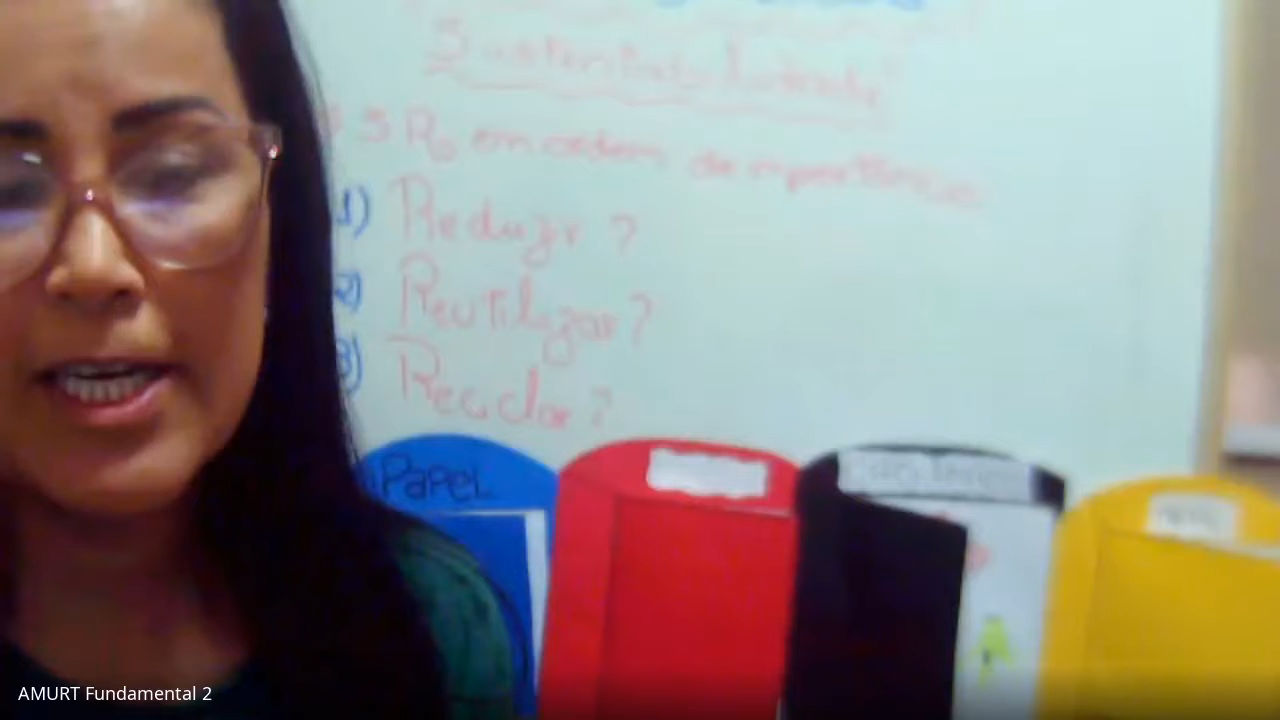 Sustentabilidade
3 Rs em ordem de importância
1) Reduzir ?
2) Reutilizar ?
3) Reciclar ?
Papel
AMURT Fundamental 2